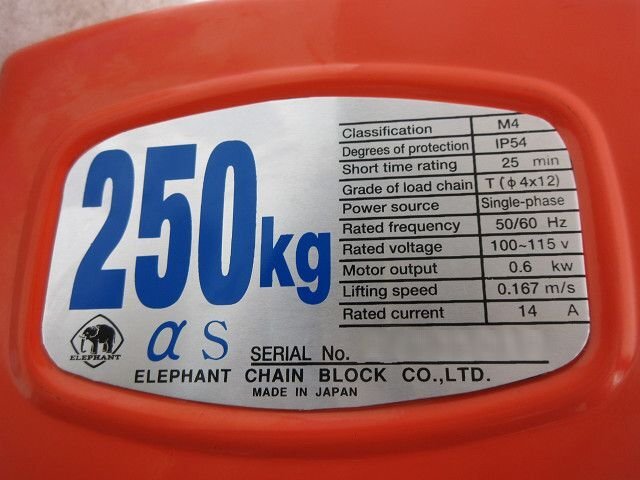 250kg
Classification M4
Degrees of protection IP54
Short time rating 25 min
Grade of load chain T (φ4x12)
Power source Single-phase
Rated frequency 50/60 Hz
Rated voltage 100~115 v
Motor output 0.6 kw
Lifting speed 0.167 m/s
Rated current 14 A
ELEPHANT
α S
SERIAL No.
ELEPHANT CHAIN BLOCK CO.,LTD.
MADE IN JAPAN